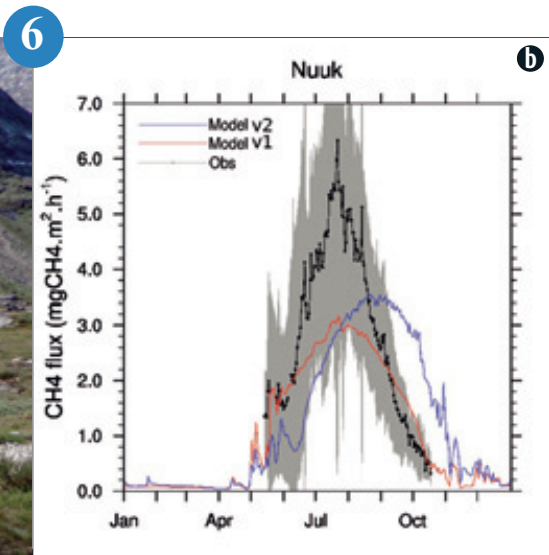 6
b
Nuuk
7.0
Model v2
Model v1
Obs
6.0
5.0
4.0
3.0
2.0
1.0
0.0
CH4 flux (mgCH4.m².h⁻¹)
Jan Apr Jul Oct